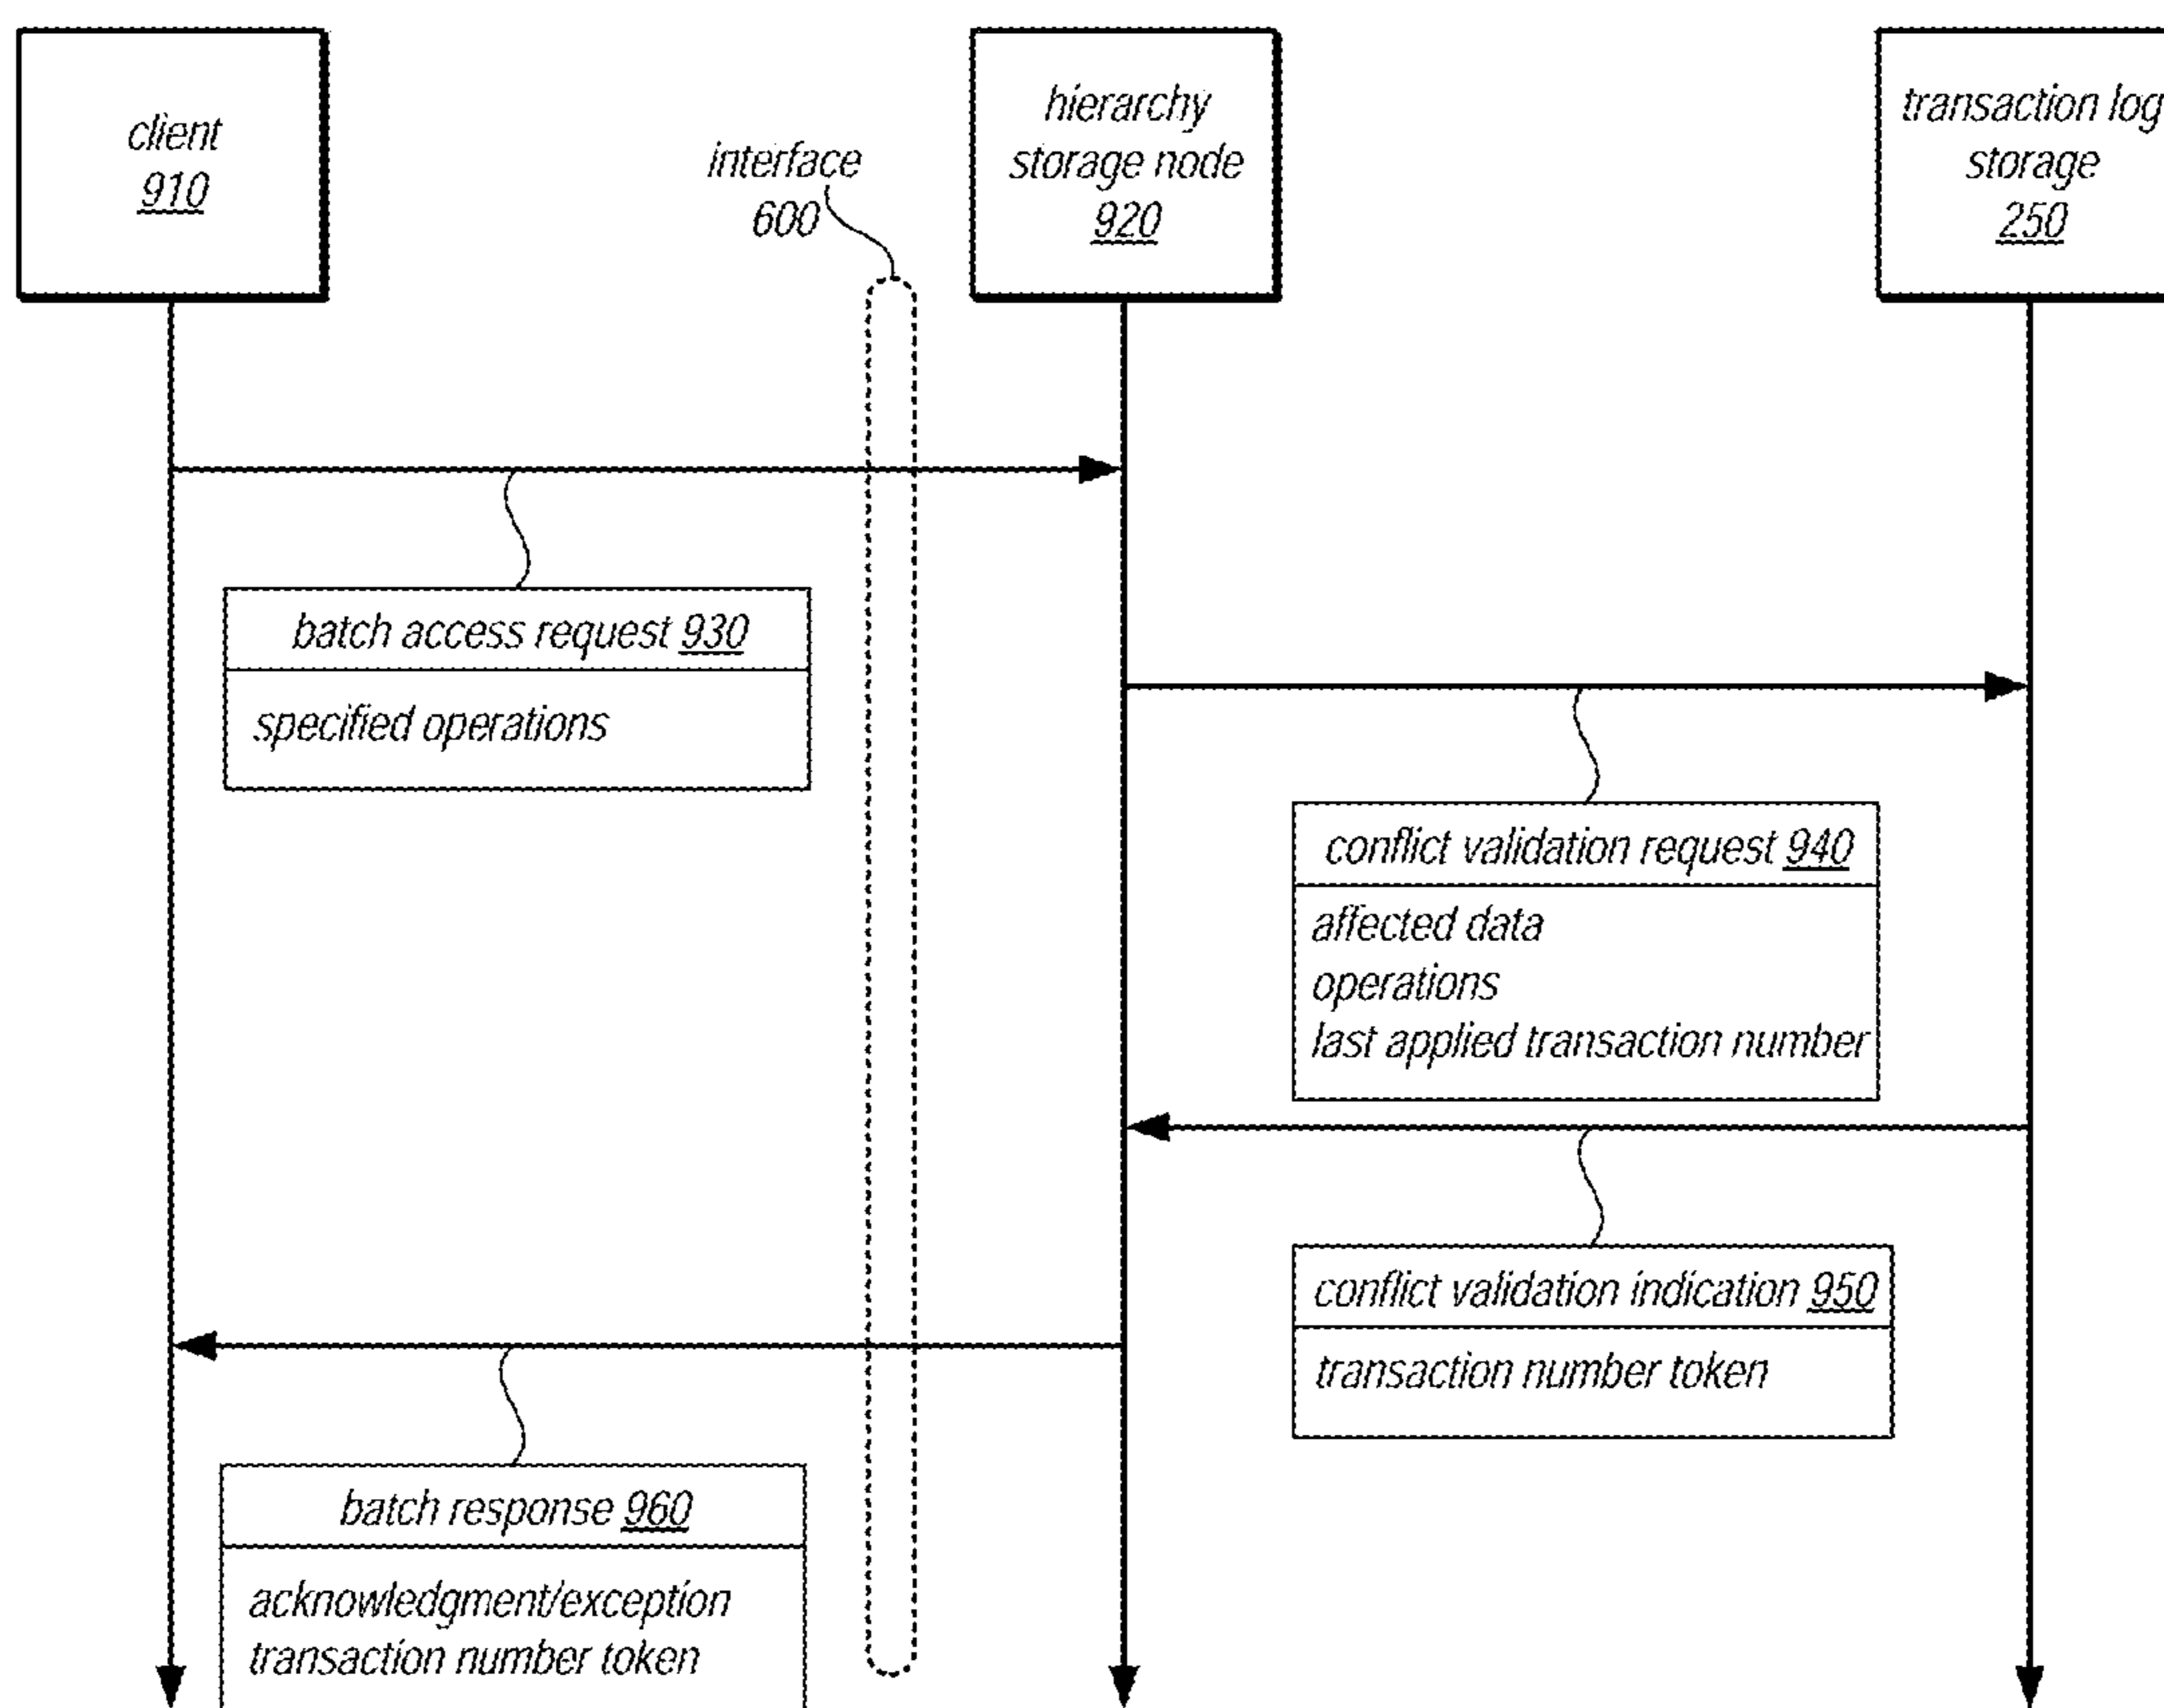 client
910
interface
600
hierarchy
storage node
920
transaction log
storage
250
batch access request 930
specified operations
conflict validation request 940
affected data
operations
last applied transaction number
conflict validation indication 950
transaction number token
batch response 960
acknowledgment/exception
transaction number token